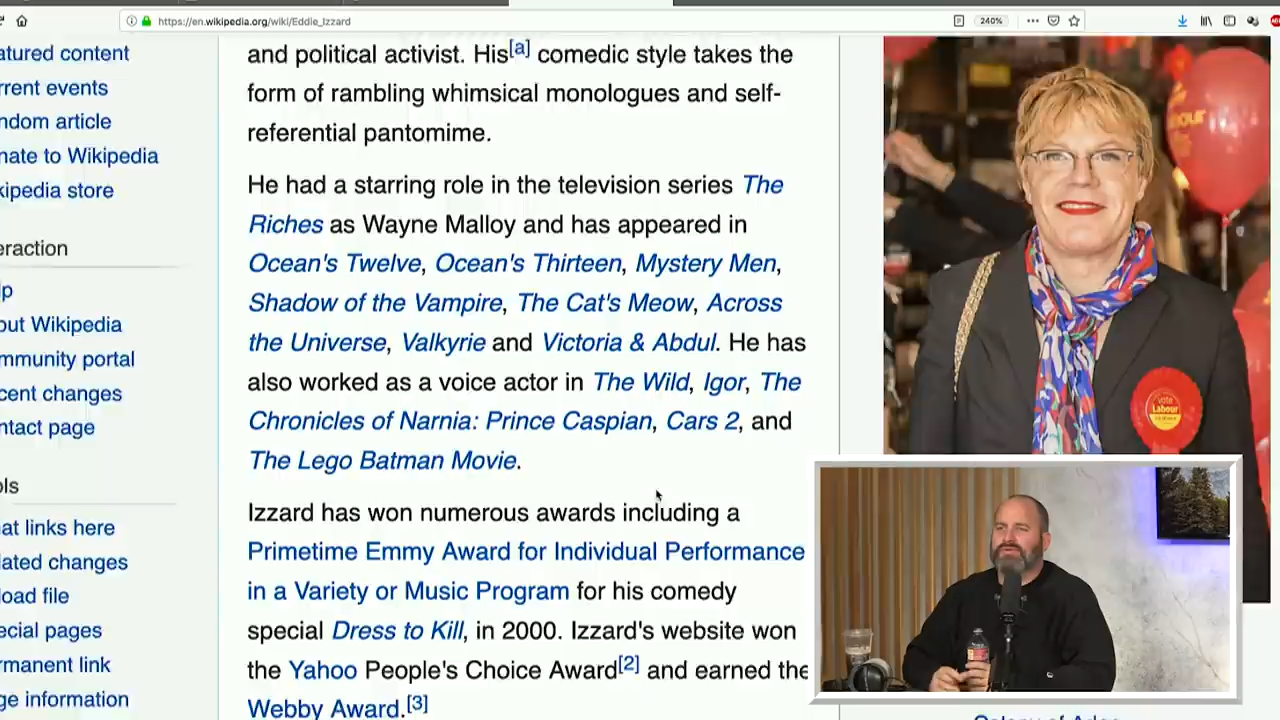 https://en.wikipedia.org/wiki/Eddie_Izzard
240%
atured content
rrent events
ndom article
nate to Wikipedia
kipedia store
eraction
lp
out Wikipedia
mmunity portal
cent changes
ntact page
ols
at links here
lated changes
load file
ecial pages
rmanent link
ge information
and political activist. His[a] comedic style takes the
form of rambling whimsical monologues and self-
referential pantomime.
He had a starring role in the television series The
Riches as Wayne Malloy and has appeared in
Ocean's Twelve, Ocean's Thirteen, Mystery Men,
Shadow of the Vampire, The Cat's Meow, Across
the Universe, Valkyrie and Victoria & Abdul. He has
also worked as a voice actor in The Wild, Igor, The
Chronicles of Narnia: Prince Caspian, Cars 2, and
The Lego Batman Movie.
Izzard has won numerous awards including a
Primetime Emmy Award for Individual Performance
in a Variety or Music Program for his comedy
special Dress to Kill, in 2000. Izzard's website won
the Yahoo People's Choice Award[2] and earned the
Webby Award.[3]
vote
Labour